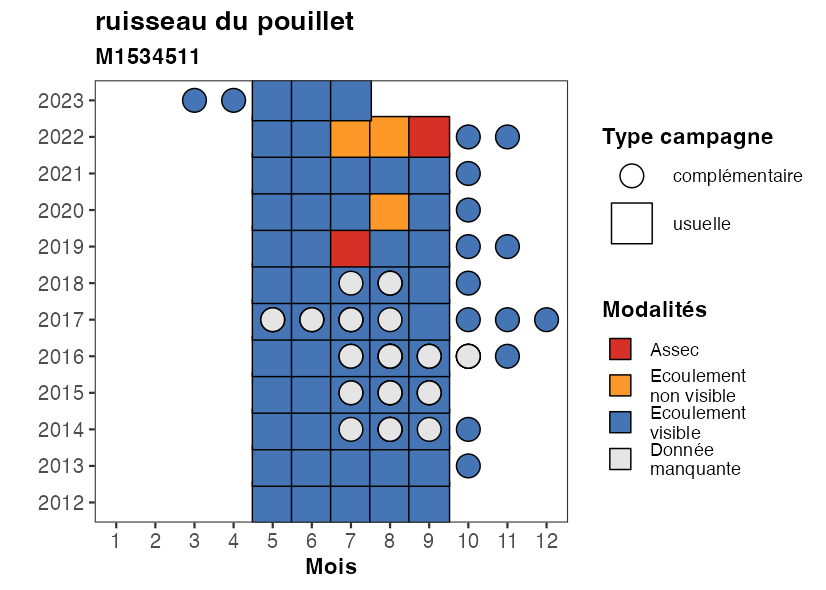 ruisseau du pouillet
M1534511
2023
2022
2021
2020
2019
2018
2017
2016
2015
2014
2013
2012
1 2 3 4 5 6 7 8 9 10 11 12
Mois
Type campagne
complémentaire
usuelle
Modalités
Assec
Ecoulement
non visible
Ecoulement
visible
Donnée
manquante